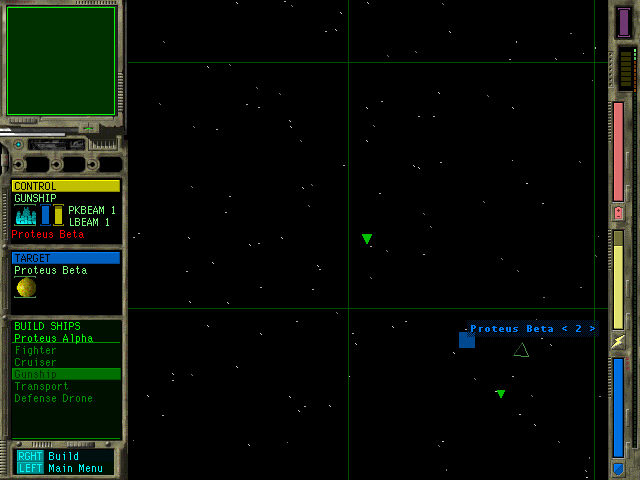 CONTROL
GUNSHIP
PKBEAM 1
LBEAM 1
Proteus Beta
TARGET
Proteus Beta
BUILD SHIPS
Proteus Alpha
Fighter
Cruiser
Gunship
Transport
Defense Drone
RGHT Build
LEFT Main Menu
Proteus Beta < 2 >